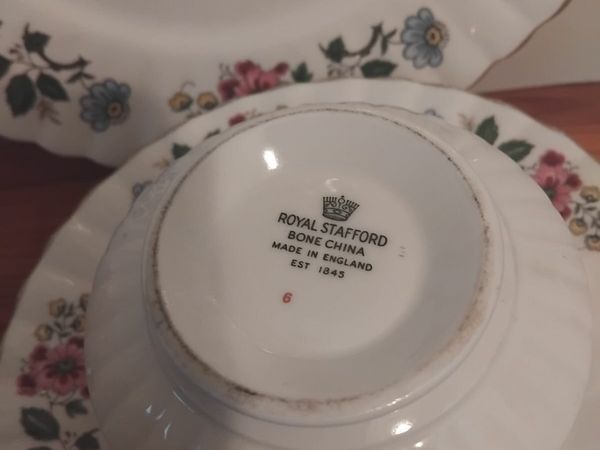 ROYAL STAFFORD
BONE CHINA
MADE IN ENGLAND
EST 1845
6